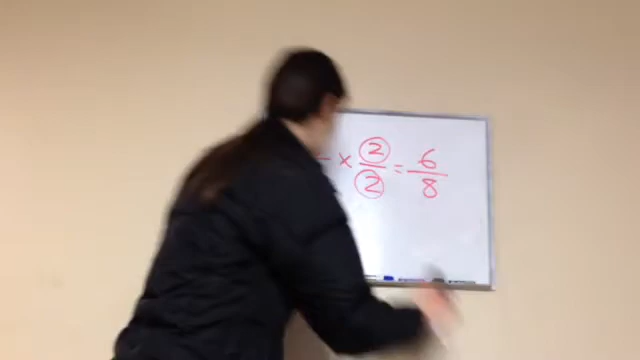 × 2/2 = 6/8